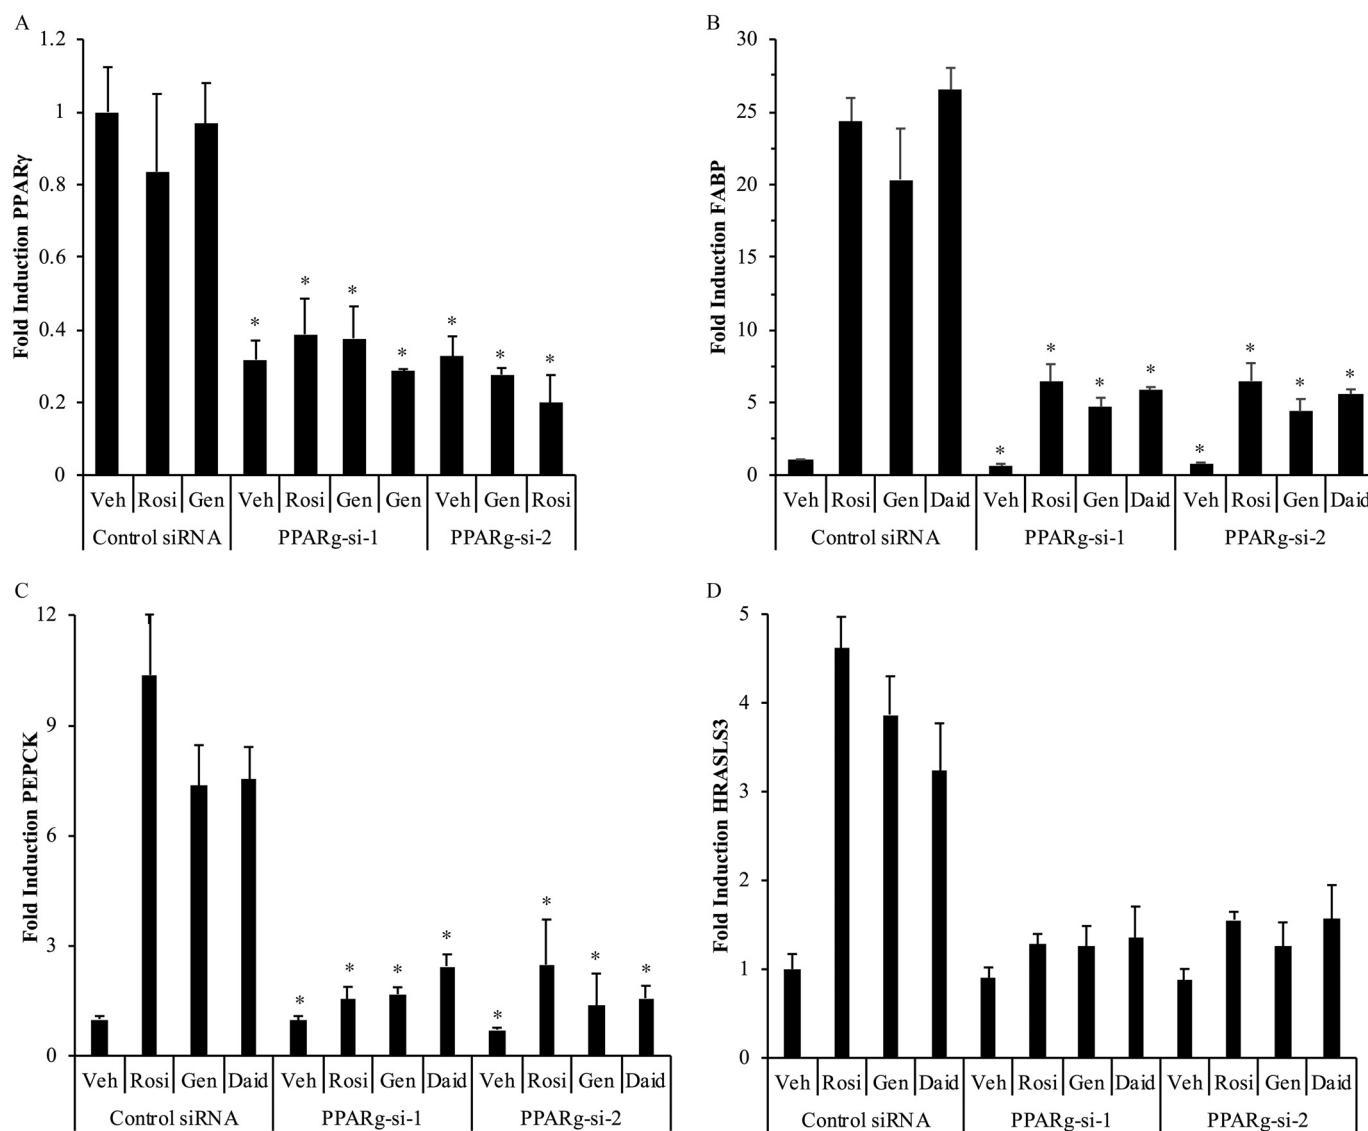 A
1.2
1
0.8
0.6
0.4
0.2
0
Fold Induction PPARγ
* * * * * * *
Veh Rosi Gen Veh Rosi Gen Gen Veh Gen Rosi
Control siRNA PPARg-si-1 PPARg-si-2
B
30
25
20
15
10
5
0
Fold Induction FABP
* * * * * * * *
Veh Rosi Gen Daid Veh Rosi Gen Daid Veh Rosi Gen Daid
Control siRNA PPARg-si-1 PPARg-si-2
C
12
9
6
3
0
Fold Induction PEPCK
* * * * * * * *
Veh Rosi Gen Daid Veh Rosi Gen Daid Veh Rosi Gen Daid
Control siRNA PPARg-si-1 PPARg-si-2
D
5
4
3
2
1
0
Fold Induction HRASLS3
Veh Rosi Gen Daid Veh Rosi Gen Daid Veh Rosi Gen Daid
Control siRNA PPARg-si-1 PPARg-si-2